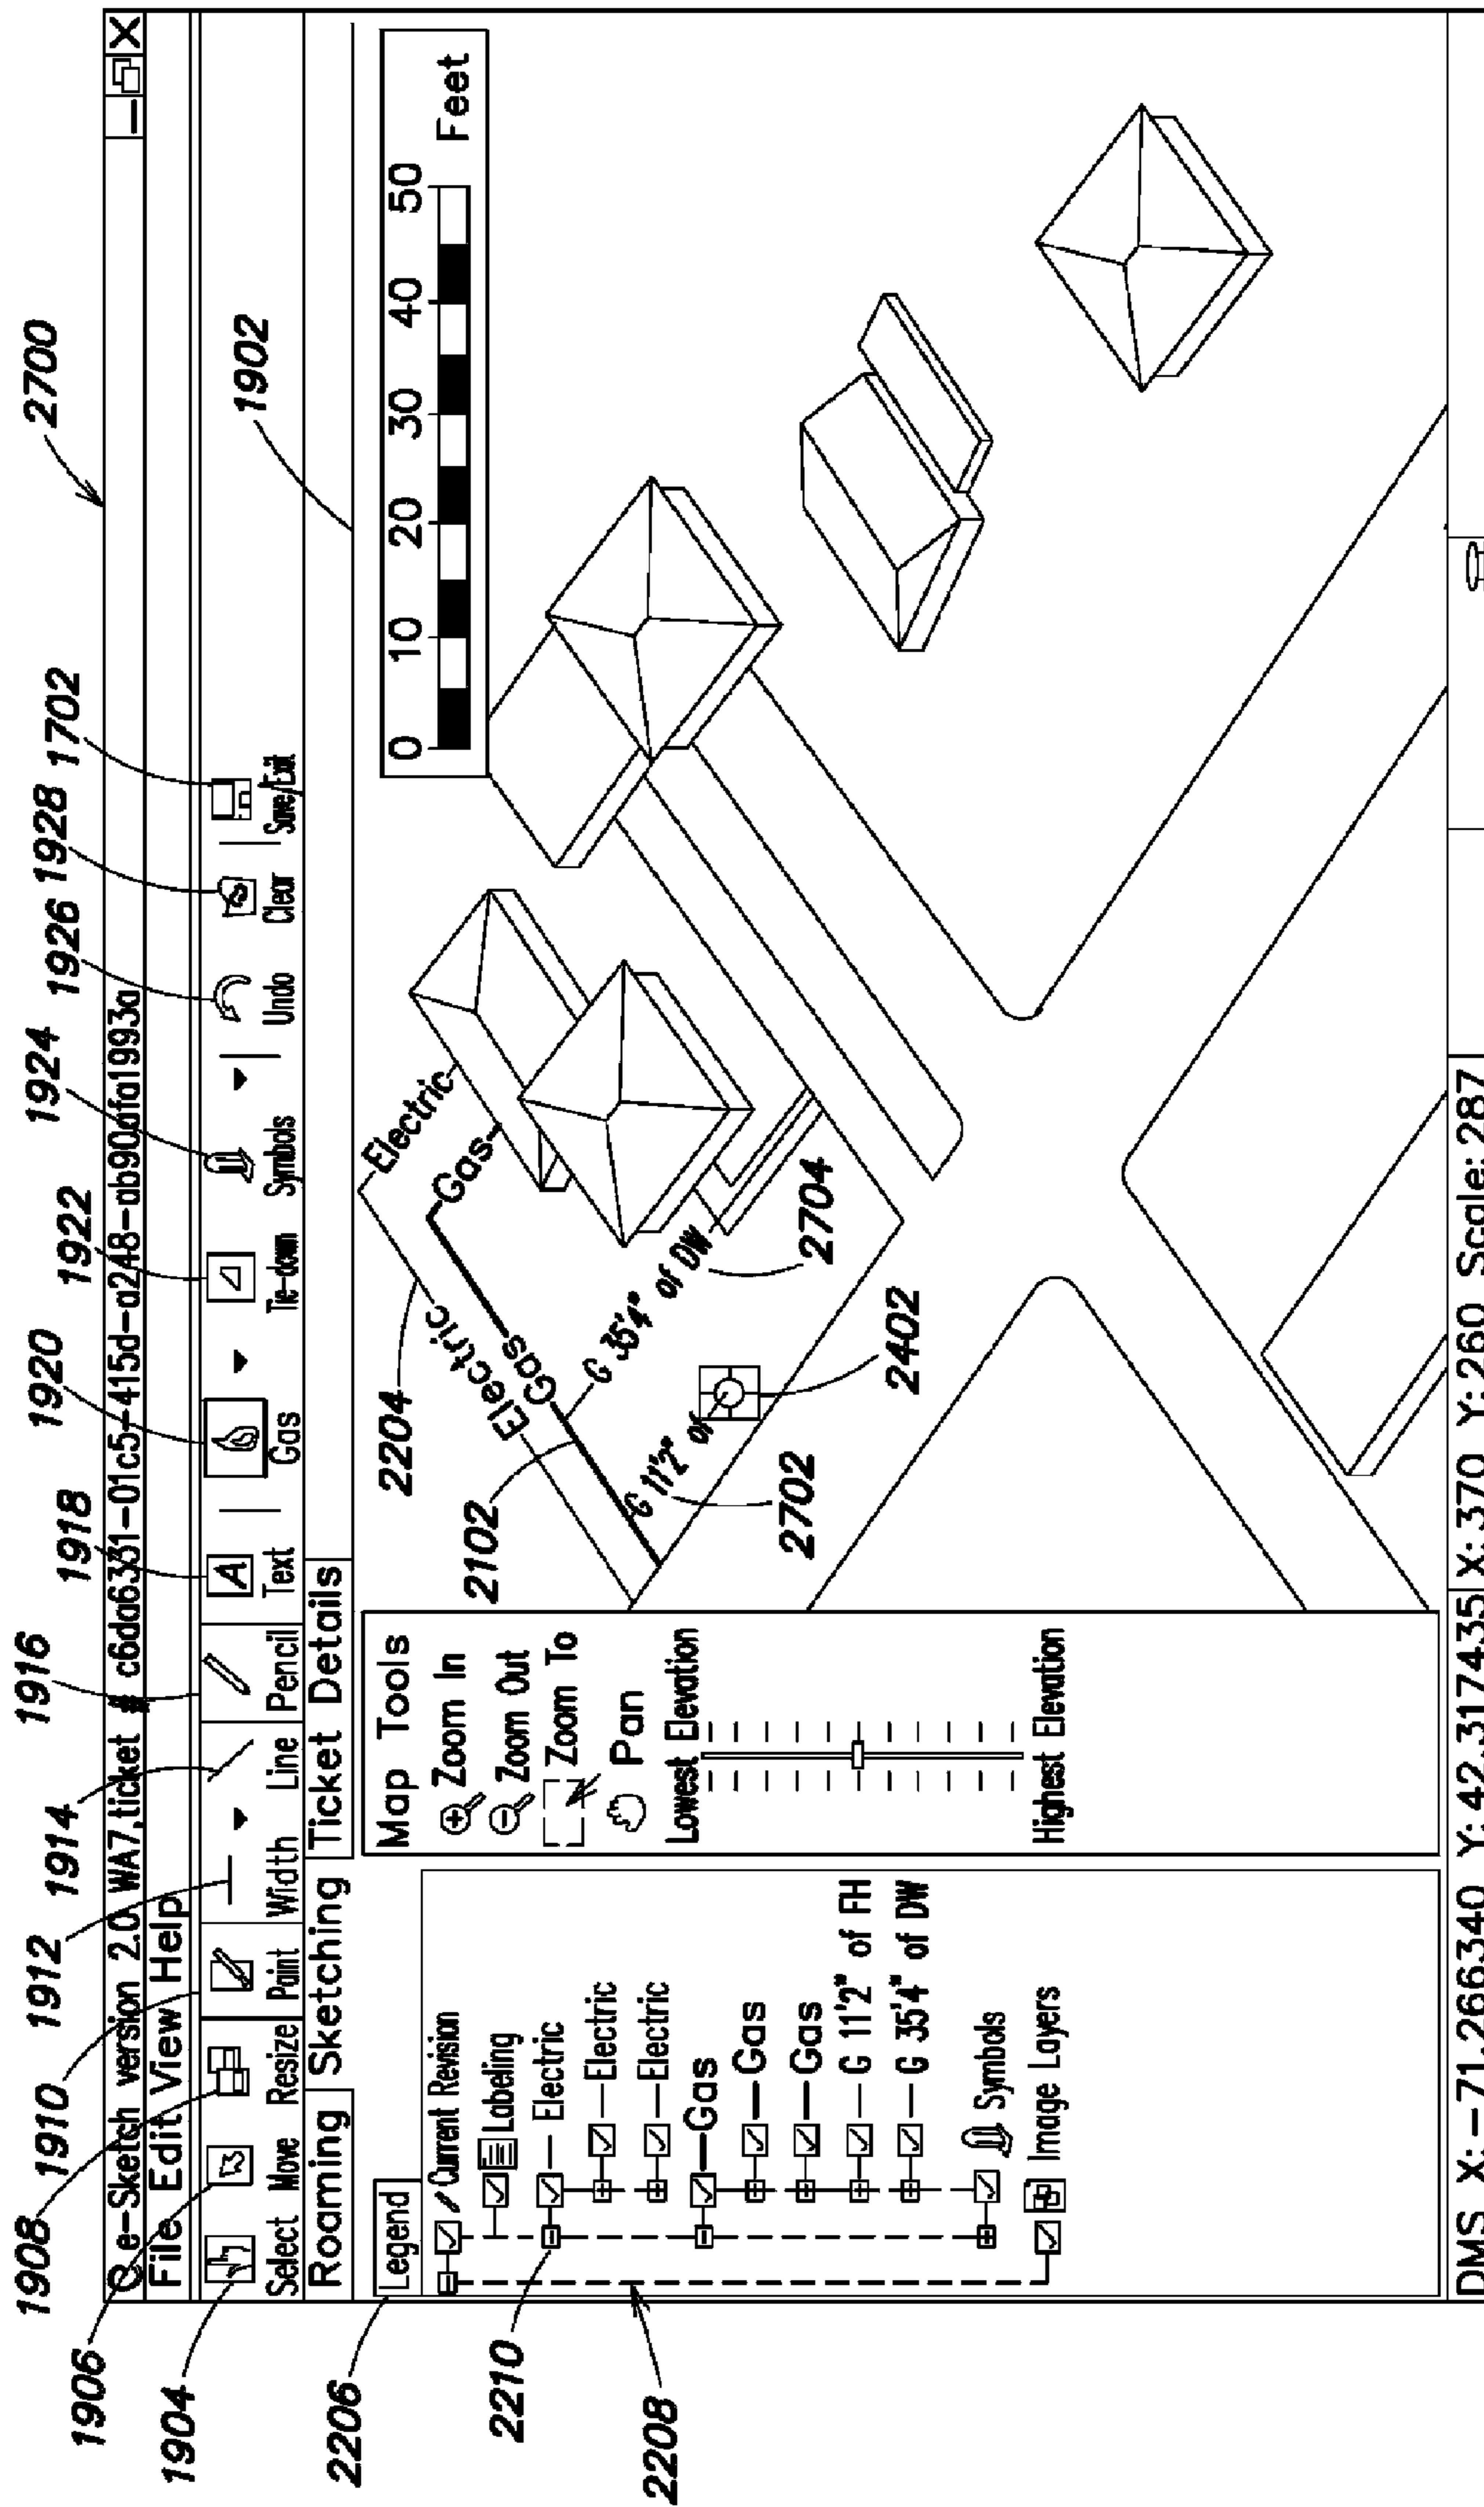 2700
1908 1910 1912 1914 1916 1918 1920 1922 1924 1926 1928 1702
1906
1904
1902
e-Sketch version 2.0 WA7,ticket # c6da6331-01c5-415d-a248-ab90afa1993a
File Edit View Help
Select Move Resize Paint Width Line Pencil Text Gas Tie-down Symbols Undo Clear Save/Exit
Roaming Sketching Ticket Details
2206
Legend
Current Revision
Labeling
Electric
Electric
Electric
Gas
Gas
Gas
G 11'2" of FH
G 35'4" of DW
Symbols
Image Layers
2210
2208
Map Tools
Zoom In
Zoom Out
Zoom To
Pan
Lowest Elevation
Highest Elevation
0 10 20 30 40 50
Feet
2204
Electric
Electric
Gas
Gas
2102
G 35'4" of DW
G 11'2" of
2702
2704
2402
DMS X:-71.266340 Y:42.317435 X:370 Y:260 Scale:287